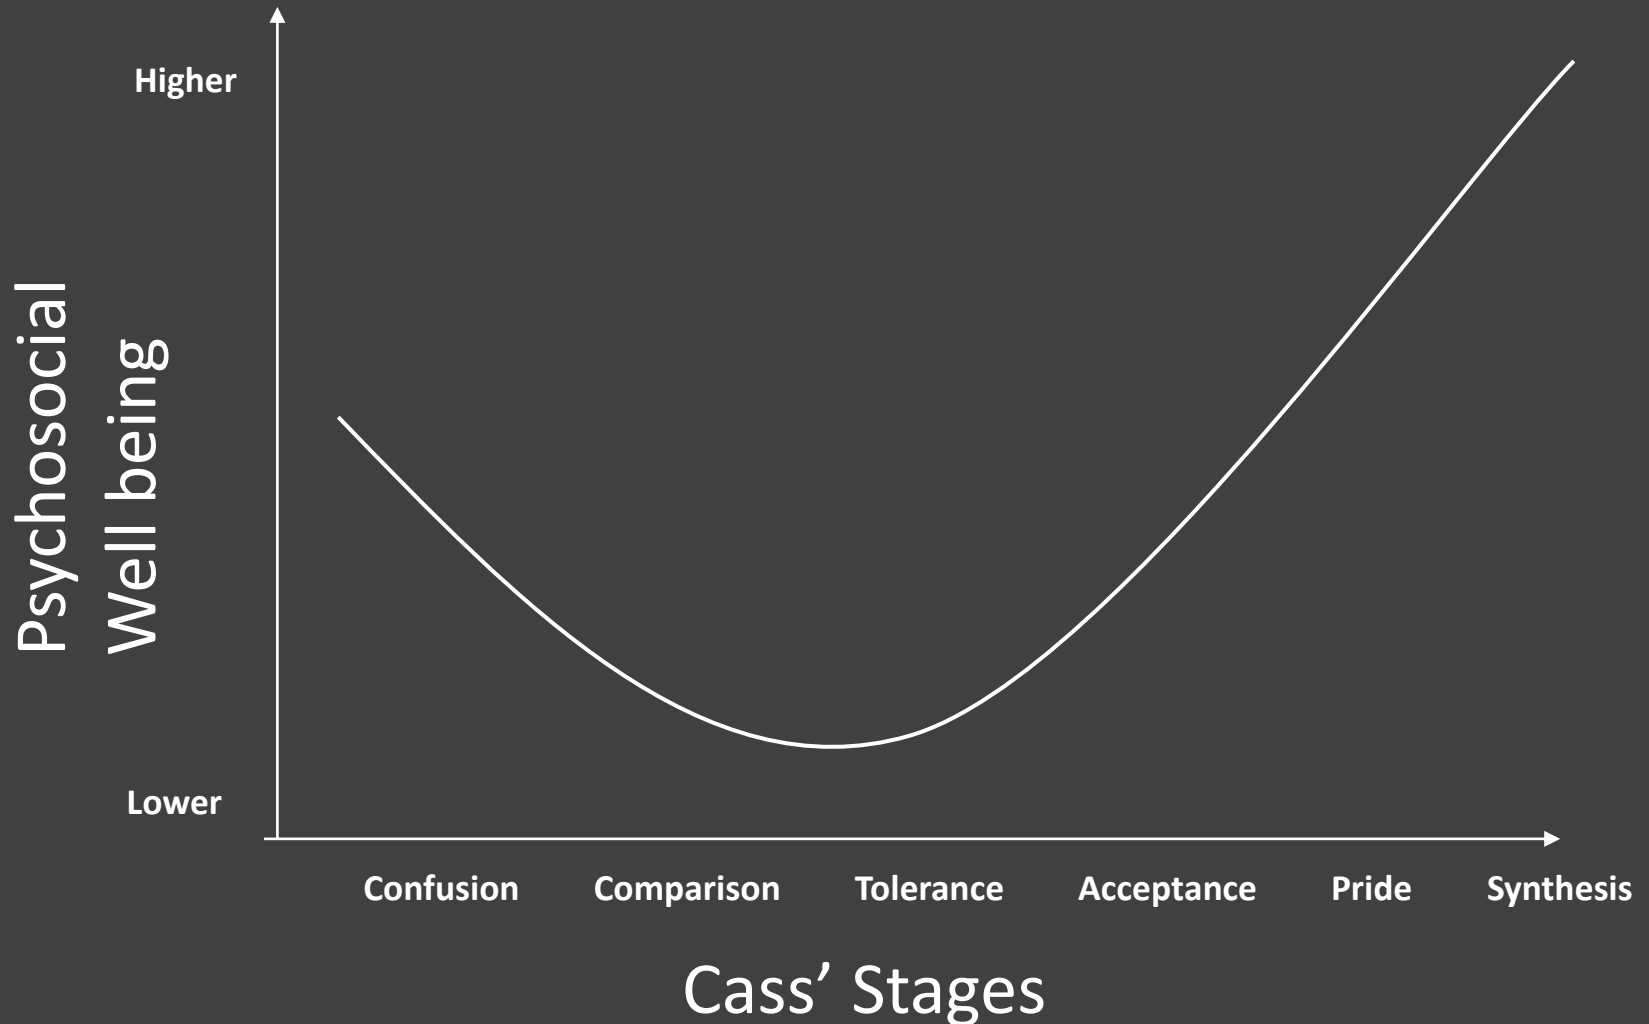 Higher
Psychosocial
Well being
Lower
Confusion Comparison Tolerance Acceptance Pride Synthesis
Cass’ Stages